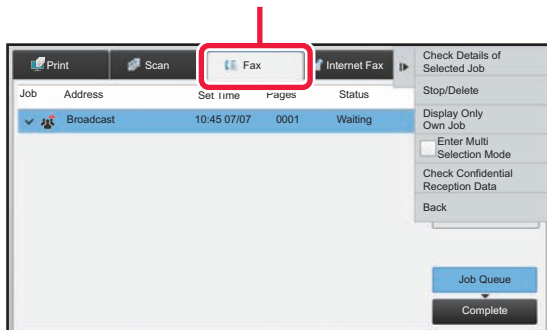 Print
Scan
Fax
Internet Fax
Job Address Set Time Pages Status
Broadcast 10:45 07/07 0001 Waiting
Check Details of
Selected Job
Stop/Delete
Display Only
Own Job
Enter Multi
Selection Mode
Check Confidential
Reception Data
Back
Job Queue
Complete